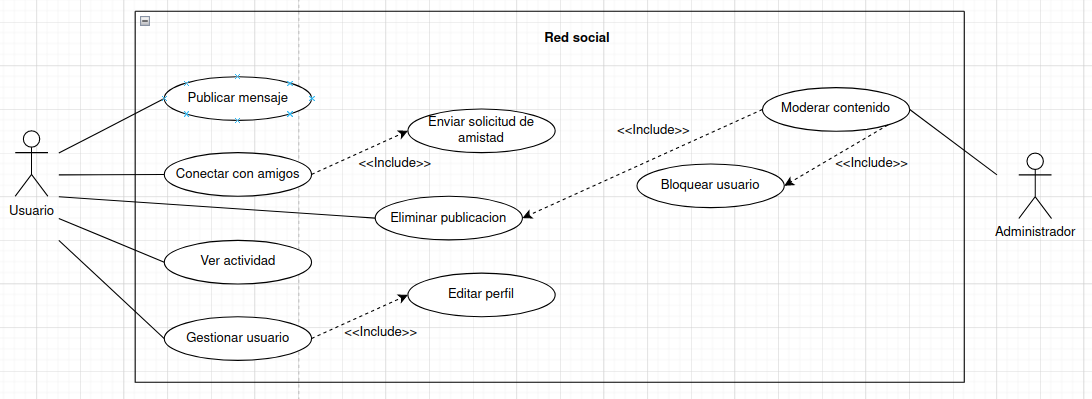 Red social
Publicar mensaje
Moderar contenido
Enviar solicitud de
amistad
<<Include>>
<<Include>>
<<Include>>
Conectar con amigos
Bloquear usuario
Usuario
Eliminar publicacion
Administrador
Ver actividad
Editar perfil
<<Include>>
Gestionar usuario